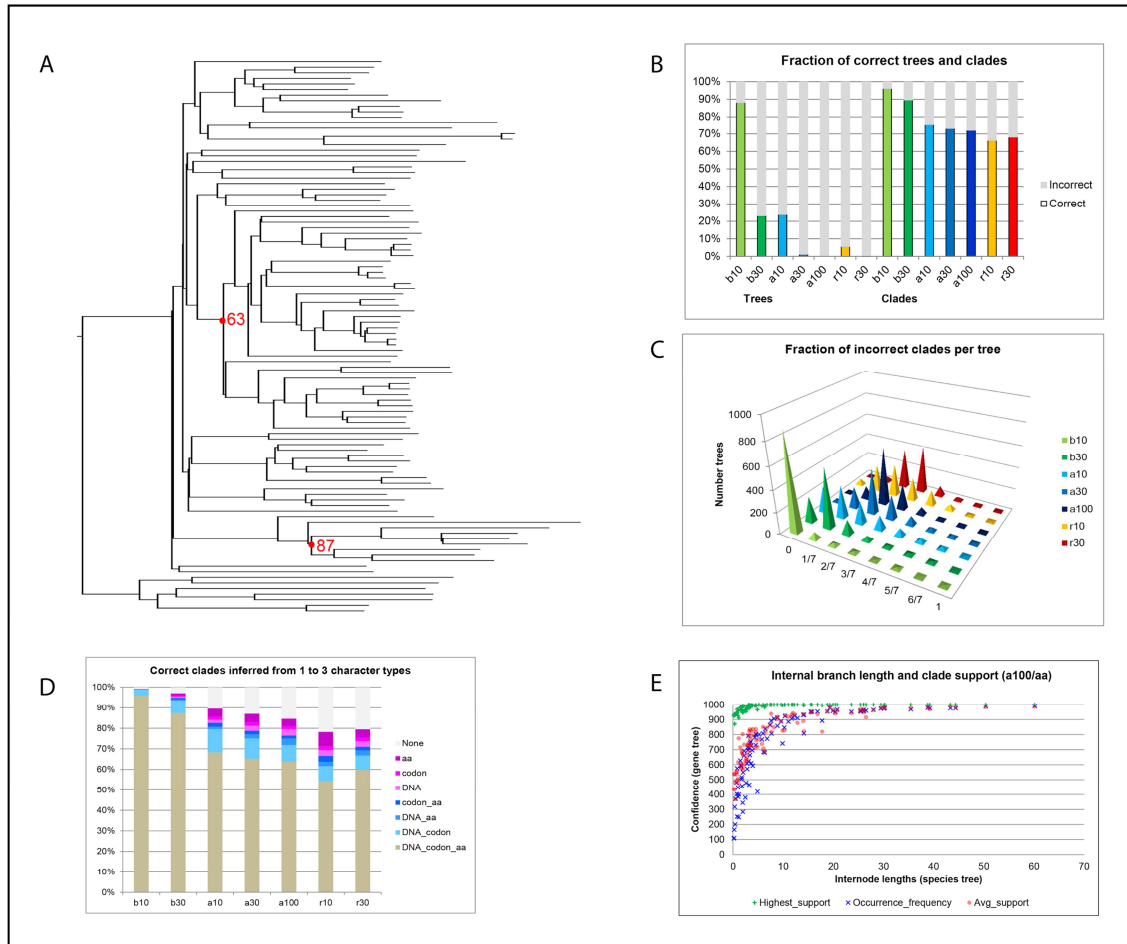 A
63
87
B
Fraction of correct trees and clades
100%
90%
80%
70%
60%
50%
40%
30%
20%
10%
0%
b10 b30 a10 a30 a100 r10 r30 b10 b30 a10 a30 a100 r10 r30
Trees Clades
Incorrect
Correct
C
Fraction of incorrect clades per tree
Number trees
1000
800
600
400
200
0
0 1/7 2/7 3/7 4/7 5/7 6/7 1
b10
b30
a10
a30
a100
r10
r30
D
Correct clades inferred from 1 to 3 character types
100%
90%
80%
70%
60%
50%
40%
30%
20%
10%
0%
b10 b30 a10 a30 a100 r10 r30
None
aa
codon
DNA
codon_aa
DNA_aa
DNA_codon
DNA_codon_aa
E
Internal branch length and clade support (a100/aa)
Confidence (gene tree)
1000
900
800
700
600
500
400
300
200
100
0
0 10 20 30 40 50 60 70
Internode lengths (species tree)
Highest_support Occurrence_frequency Avg_support